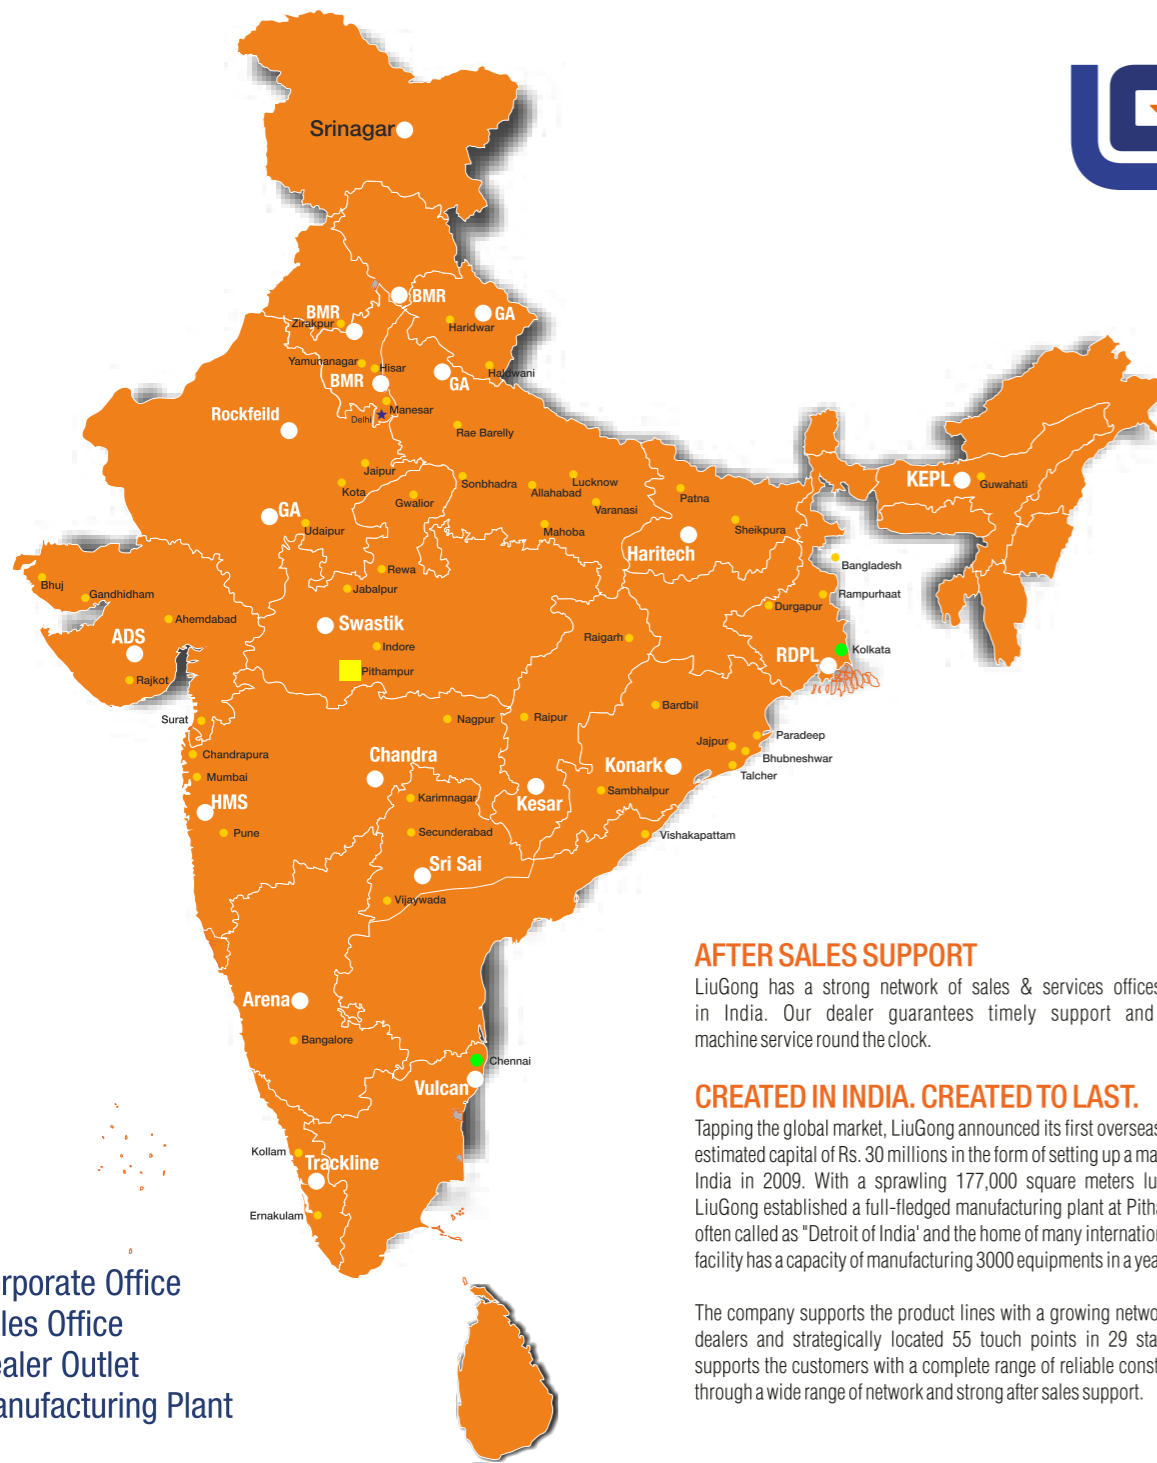 Srinagar
BMR
GA
BMR
Zirakpur
Haridwar
Yamunanagar
Hisar
Haldwani
BMR
GA
Manesar
Delhi
Rockfeild
Rae Barelly
Jaipur
Kota
Gwalior
Sonbhadra
Allahabad
Lucknow
Varanasi
Patna
KEPL
Guwahati
GA
Udaipur
Mahoba
Haritech
Sheikpura
Bangladesh
Rewa
Jabalpur
Bhuj
Gandhidham
Ahemdabad
Durgapur
Rampurhaat
ADS
Swastik
Indore
Raigarh
Kolkata
RDPL
Pithampur
Rajkot
Surat
Nagpur
Raipur
Bardbil
Paradeep
Jajpur
Bhubneshwar
Chandrapura
Chandra
Konark
Talcher
Mumbai
HMS
Karimnagar
Kesar
Sambhalpur
Pune
Secunderabad
Vishakapattam
Sri Sai
Vijaywada
Arena
Bangalore
Chennai
Vulcan
Kollam
Trackline
Ernakulam
rporate Office
les Office
ealer Outlet
anufacturing Plant
AFTER SALES SUPPORT
LiuGong has a strong network of sales & services offices
in India. Our dealer guarantees timely support and
machine service round the clock.
CREATED IN INDIA. CREATED TO LAST.
Tapping the global market, LiuGong announced its first overseas
estimated capital of Rs. 30 millions in the form of setting up a ma
India in 2009. With a sprawling 177,000 square meters lu
LiuGong established a full-fledged manufacturing plant at Pitha
often called as "Detroit of India' and the home of many internation
facility has a capacity of manufacturing 3000 equipments in a yea
The company supports the product lines with a growing netwo
dealers and strategically located 55 touch points in 29 sta
supports the customers with a complete range of reliable const
through a wide range of network and strong after sales support.